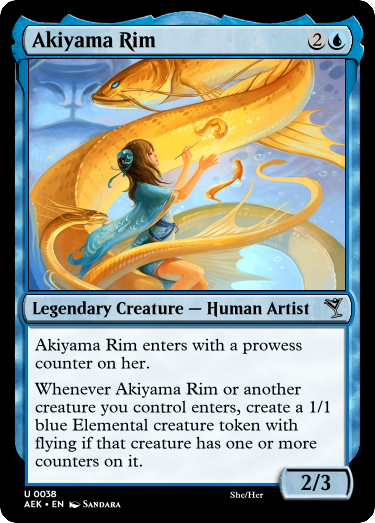 Akiyama Rim 2
Legendary Creature — Human Artist
Akiyama Rim enters with a prowess
counter on her.
Whenever Akiyama Rim or another
creature you control enters, create a 1/1
blue Elemental creature token with
flying if that creature has one or more
counters on it.
2/3
U 0038
AEK • EN SANDARA
She/Her